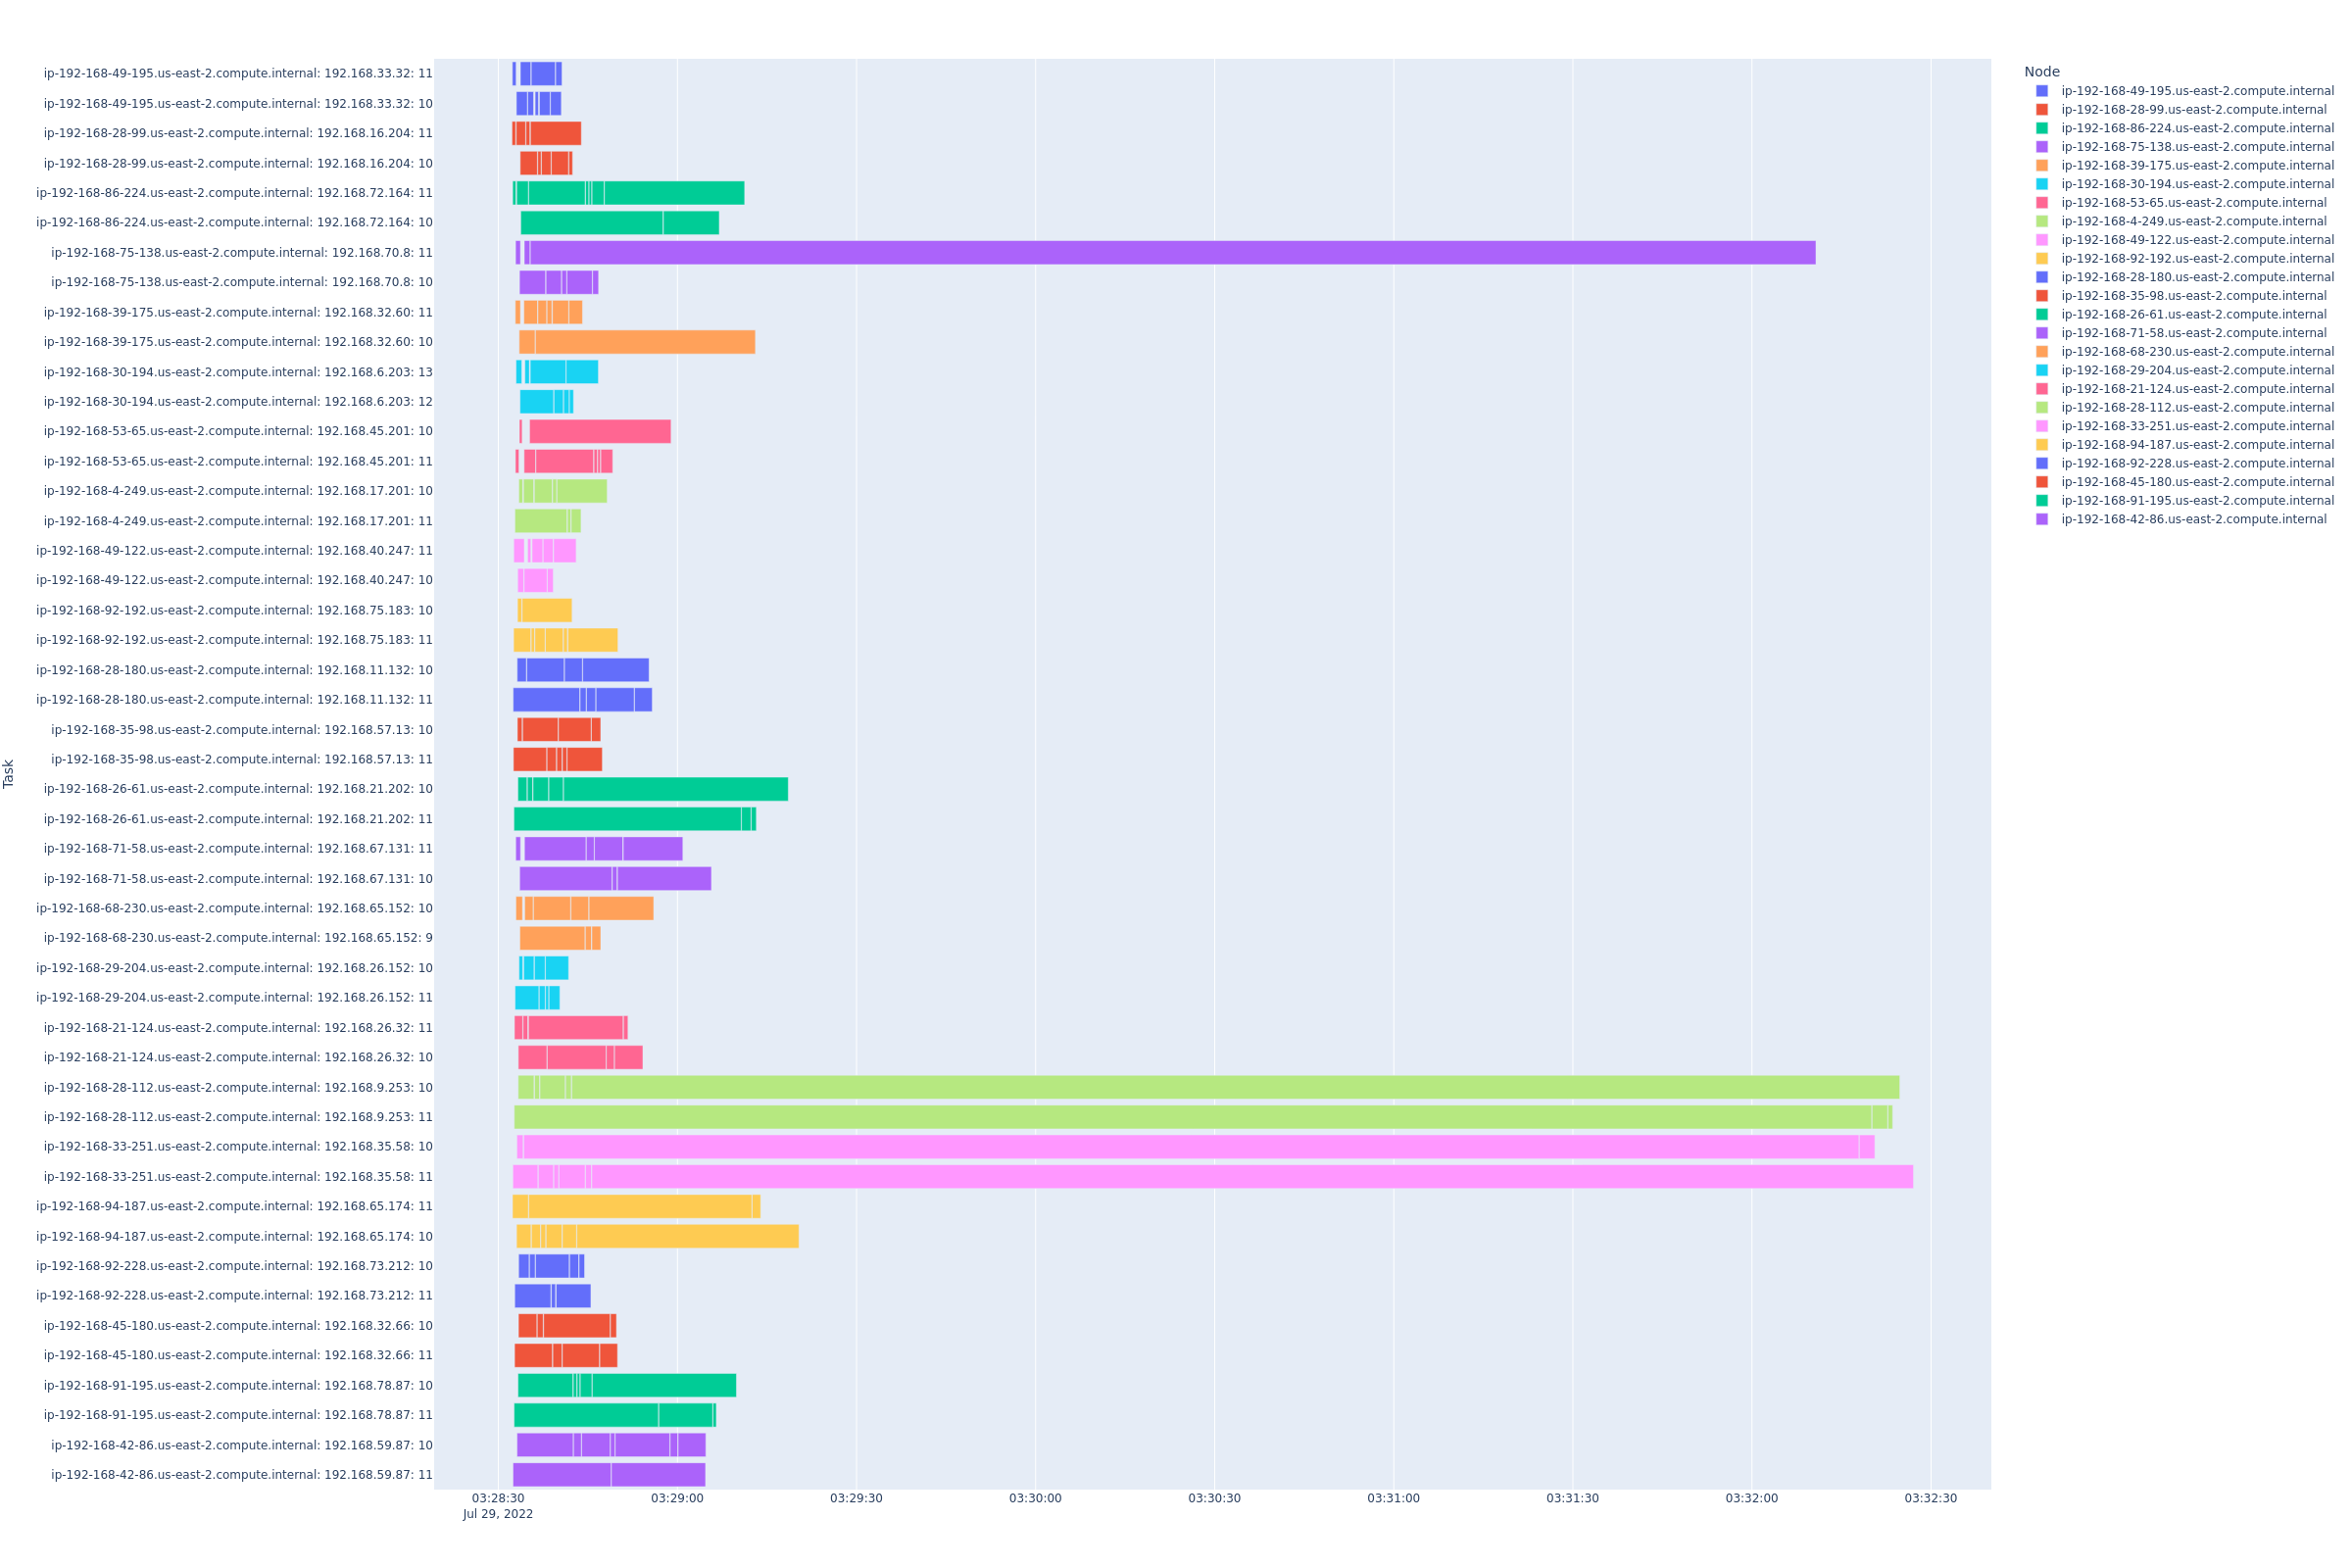 ip-192-168-49-195.us-east-2.compute.internal: 192.168.33.32: 11
ip-192-168-49-195.us-east-2.compute.internal: 192.168.33.32: 10
ip-192-168-28-99.us-east-2.compute.internal: 192.168.16.204: 11
ip-192-168-28-99.us-east-2.compute.internal: 192.168.16.204: 10
ip-192-168-86-224.us-east-2.compute.internal: 192.168.72.164: 11
ip-192-168-86-224.us-east-2.compute.internal: 192.168.72.164: 10
ip-192-168-75-138.us-east-2.compute.internal: 192.168.70.8: 11
ip-192-168-75-138.us-east-2.compute.internal: 192.168.70.8: 10
ip-192-168-39-175.us-east-2.compute.internal: 192.168.32.60: 11
ip-192-168-39-175.us-east-2.compute.internal: 192.168.32.60: 10
ip-192-168-30-194.us-east-2.compute.internal: 192.168.6.203: 13
ip-192-168-30-194.us-east-2.compute.internal: 192.168.6.203: 12
ip-192-168-53-65.us-east-2.compute.internal: 192.168.45.201: 10
ip-192-168-53-65.us-east-2.compute.internal: 192.168.45.201: 11
ip-192-168-4-249.us-east-2.compute.internal: 192.168.17.201: 10
ip-192-168-4-249.us-east-2.compute.internal: 192.168.17.201: 11
ip-192-168-49-122.us-east-2.compute.internal: 192.168.40.247: 11
ip-192-168-49-122.us-east-2.compute.internal: 192.168.40.247: 10
ip-192-168-92-192.us-east-2.compute.internal: 192.168.75.183: 10
ip-192-168-92-192.us-east-2.compute.internal: 192.168.75.183: 11
ip-192-168-28-180.us-east-2.compute.internal: 192.168.11.132: 10
ip-192-168-28-180.us-east-2.compute.internal: 192.168.11.132: 11
ip-192-168-35-98.us-east-2.compute.internal: 192.168.57.13: 10
ip-192-168-35-98.us-east-2.compute.internal: 192.168.57.13: 11
ip-192-168-26-61.us-east-2.compute.internal: 192.168.21.202: 10
ip-192-168-26-61.us-east-2.compute.internal: 192.168.21.202: 11
ip-192-168-71-58.us-east-2.compute.internal: 192.168.67.131: 11
ip-192-168-71-58.us-east-2.compute.internal: 192.168.67.131: 10
ip-192-168-68-230.us-east-2.compute.internal: 192.168.65.152: 10
ip-192-168-68-230.us-east-2.compute.internal: 192.168.65.152: 9
ip-192-168-29-204.us-east-2.compute.internal: 192.168.26.152: 10
ip-192-168-29-204.us-east-2.compute.internal: 192.168.26.152: 11
ip-192-168-21-124.us-east-2.compute.internal: 192.168.26.32: 11
ip-192-168-21-124.us-east-2.compute.internal: 192.168.26.32: 10
ip-192-168-28-112.us-east-2.compute.internal: 192.168.9.253: 10
ip-192-168-28-112.us-east-2.compute.internal: 192.168.9.253: 11
ip-192-168-33-251.us-east-2.compute.internal: 192.168.35.58: 10
ip-192-168-33-251.us-east-2.compute.internal: 192.168.35.58: 11
ip-192-168-94-187.us-east-2.compute.internal: 192.168.65.174: 11
ip-192-168-94-187.us-east-2.compute.internal: 192.168.65.174: 10
ip-192-168-92-228.us-east-2.compute.internal: 192.168.73.212: 10
ip-192-168-92-228.us-east-2.compute.internal: 192.168.73.212: 11
ip-192-168-45-180.us-east-2.compute.internal: 192.168.32.66: 10
ip-192-168-45-180.us-east-2.compute.internal: 192.168.32.66: 11
ip-192-168-91-195.us-east-2.compute.internal: 192.168.78.87: 10
ip-192-168-91-195.us-east-2.compute.internal: 192.168.78.87: 11
ip-192-168-42-86.us-east-2.compute.internal: 192.168.59.87: 10
ip-192-168-42-86.us-east-2.compute.internal: 192.168.59.87: 11
Task
03:28:30 03:29:00 03:29:30 03:30:00 03:30:30 03:31:00 03:31:30 03:32:00 03:32:30
Jul 29, 2022
Node
ip-192-168-49-195.us-east-2.compute.internal
ip-192-168-28-99.us-east-2.compute.internal
ip-192-168-86-224.us-east-2.compute.internal
ip-192-168-75-138.us-east-2.compute.internal
ip-192-168-39-175.us-east-2.compute.internal
ip-192-168-30-194.us-east-2.compute.internal
ip-192-168-53-65.us-east-2.compute.internal
ip-192-168-4-249.us-east-2.compute.internal
ip-192-168-49-122.us-east-2.compute.internal
ip-192-168-92-192.us-east-2.compute.internal
ip-192-168-28-180.us-east-2.compute.internal
ip-192-168-35-98.us-east-2.compute.internal
ip-192-168-26-61.us-east-2.compute.internal
ip-192-168-71-58.us-east-2.compute.internal
ip-192-168-68-230.us-east-2.compute.internal
ip-192-168-29-204.us-east-2.compute.internal
ip-192-168-21-124.us-east-2.compute.internal
ip-192-168-28-112.us-east-2.compute.internal
ip-192-168-33-251.us-east-2.compute.internal
ip-192-168-94-187.us-east-2.compute.internal
ip-192-168-92-228.us-east-2.compute.internal
ip-192-168-45-180.us-east-2.compute.internal
ip-192-168-91-195.us-east-2.compute.internal
ip-192-168-42-86.us-east-2.compute.internal